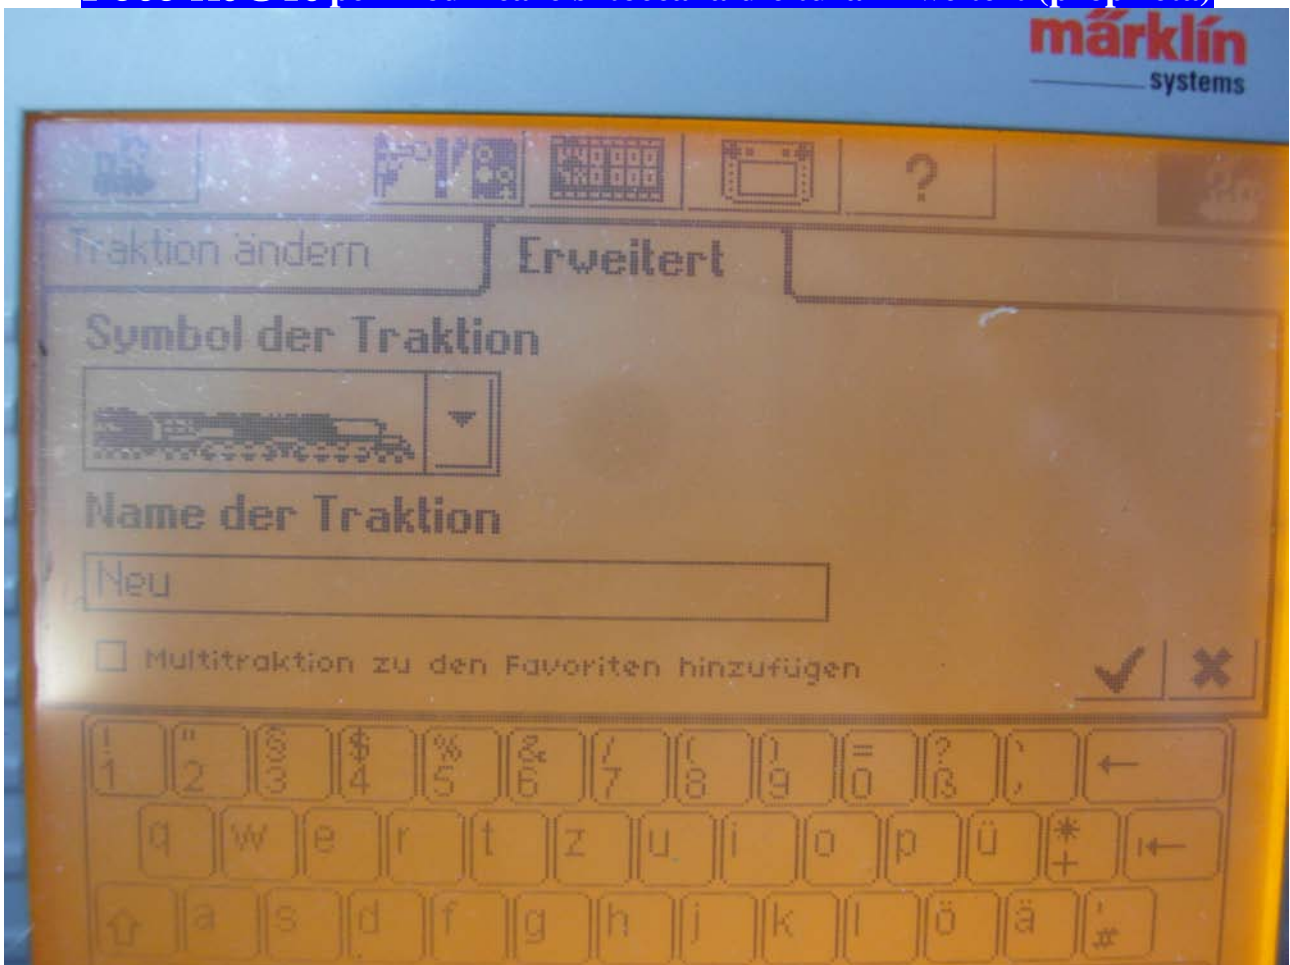 märklin
systems
?
Traktion ändern
Erweitert
Symbol der Traktion
Name der Traktion
Neu
Multitraktion zu den Favoriten hinzufügen
! " § $ % & / ( ) = ? `
1 2 3 4 5 6 7 8 9 0 ß ←
q w e r t z u i o p ü * +
a s d f g h j k l ö ä ' #